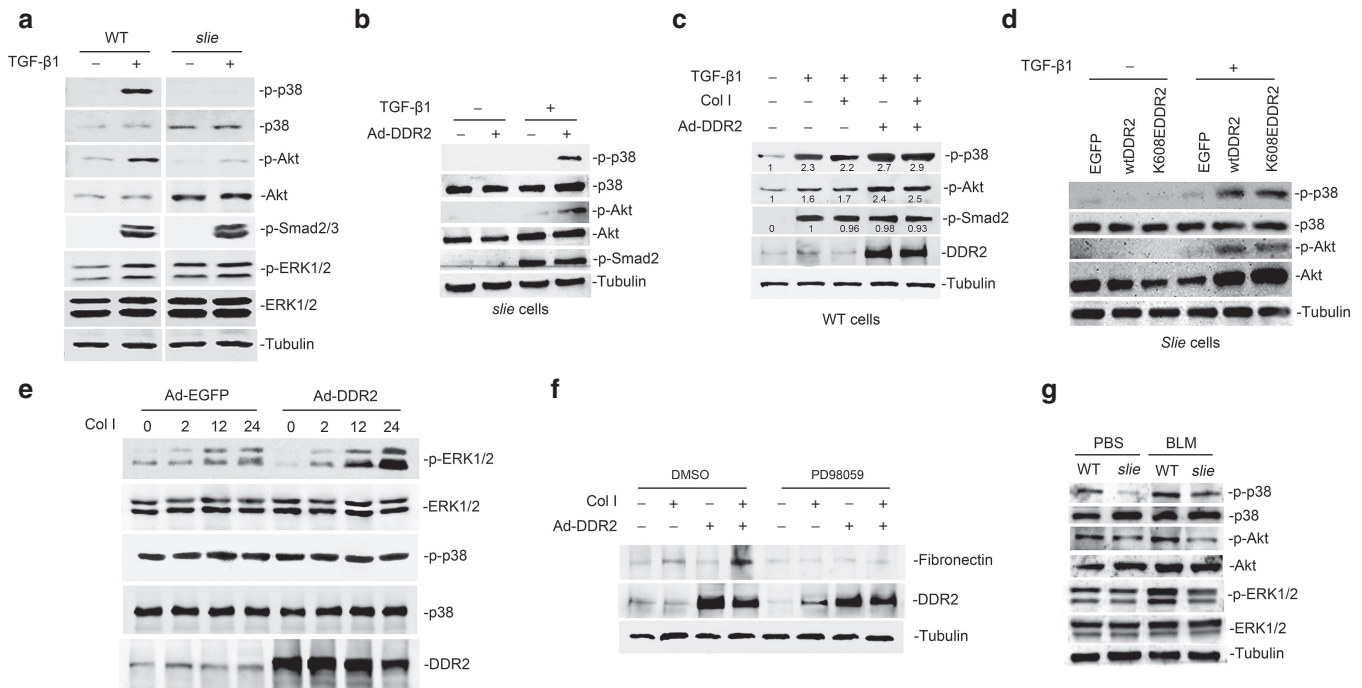 a
WT slie
TGF-β1 – + – +
-p-p38
-p38
-p-Akt
-Akt
-p-Smad2/3
-p-ERK1/2
-ERK1/2
-Tubulin
b
TGF-β1 – +
Ad-DDR2 – + – +
-p-p38
-p38
-p-Akt
-Akt
-p-Smad2
-Tubulin
slie cells
c
TGF-β1 – + + + +
Col I – – + – +
Ad-DDR2 – – – + +
-p-p38
1 2.3 2.2 2.7 2.9
-p-Akt
1 1.6 1.7 2.4 2.5
-p-Smad2
0 1 0.96 0.98 0.93
-DDR2
-Tubulin
WT cells
d
TGF-β1 – +
EGFP wtDDR2 K608EDDR2 EGFP wtDDR2 K608EDDR2
-p-p38
-p38
-p-Akt
-Akt
-Tubulin
Slie cells
e
Ad-EGFP Ad-DDR2
Col I 0 2 12 24 0 2 12 24
-p-ERK1/2
-ERK1/2
-p-p38
-p38
-DDR2
f
DMSO PD98059
Col I – + – + – + – +
Ad-DDR2 – – + + – – + +
-Fibronectin
-DDR2
-Tubulin
g
PBS BLM
WT slie WT slie
-p-p38
-p38
-p-Akt
-Akt
-p-ERK1/2
-ERK1/2
-Tubulin